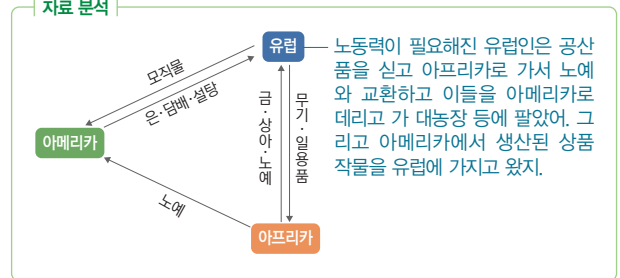 자료 분석
유럽
노동력이 필요해진 유럽인은 공산
품을 싣고 아프리카로 가서 노예
와 교환하고 이들을 아메리카로
데리고 가 대농장 등에 팔았어. 그
리고 아메리카에서 생산된 상품
작물을 유럽에 가지고 왔지.
모직물
은·담배·설탕
금·상아·노예
무기·일용품
아메리카
노예
아프리카